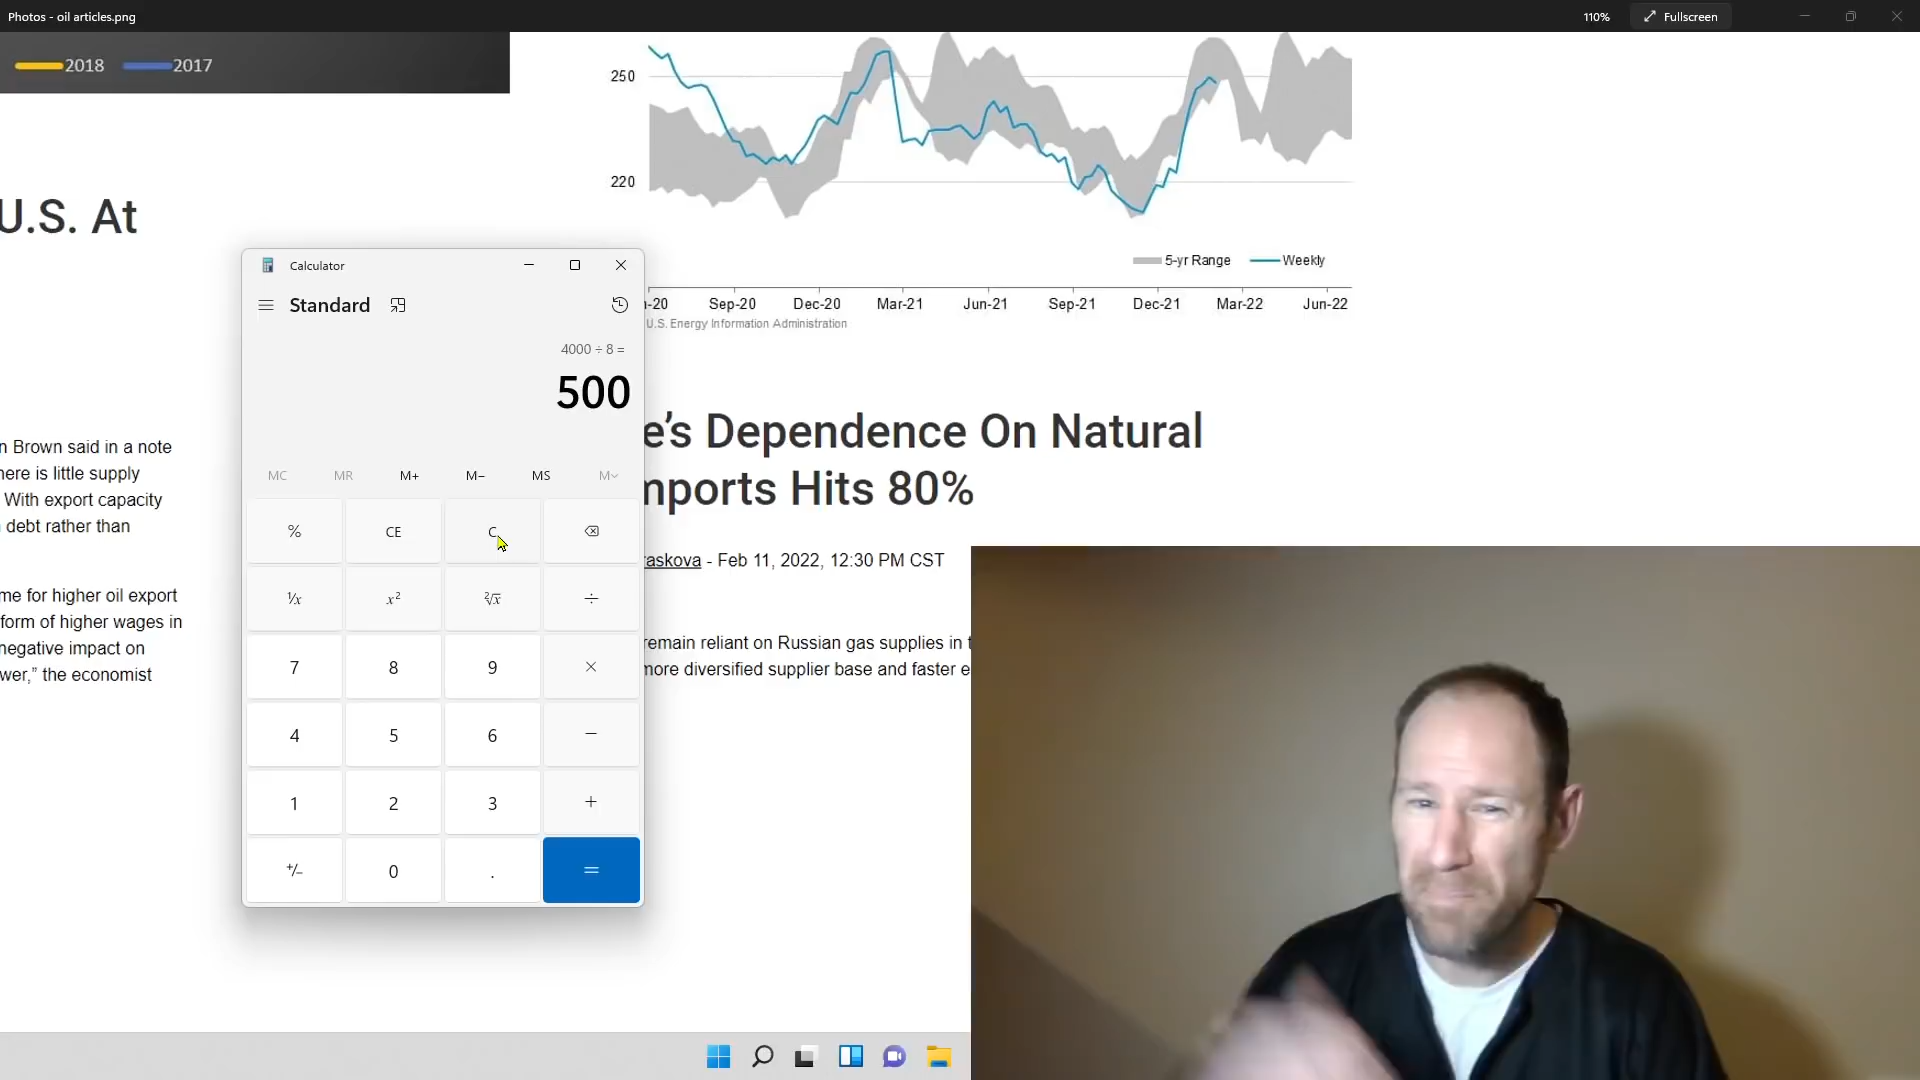 Photos - oil articles.png
110%
Fullscreen
2018
2017
250
220
5-yr Range
Weekly
-20
Sep-20
Dec-20
Mar-21
Jun-21
Sep-21
Dec-21
Mar-22
Jun-22
U.S. Energy Information Administration
U.S. At
n Brown said in a note
here is little supply
With export capacity
debt rather than
me for higher oil export
form of higher wages in
negative impact on
wer,” the economist
Calculator
Standard
4000 ÷ 8 =
500
MC
MR
M+
M−
MS
M
%
CE
C
¹/x
x²
²√x
÷
7
8
9
×
4
5
6
−
1
2
3
+
+/−
0
.
=
e’s Dependence On Natural
mports Hits 80%
raskova - Feb 11, 2022, 12:30 PM CST
remain reliant on Russian gas supplies in t
more diversified supplier base and faster e